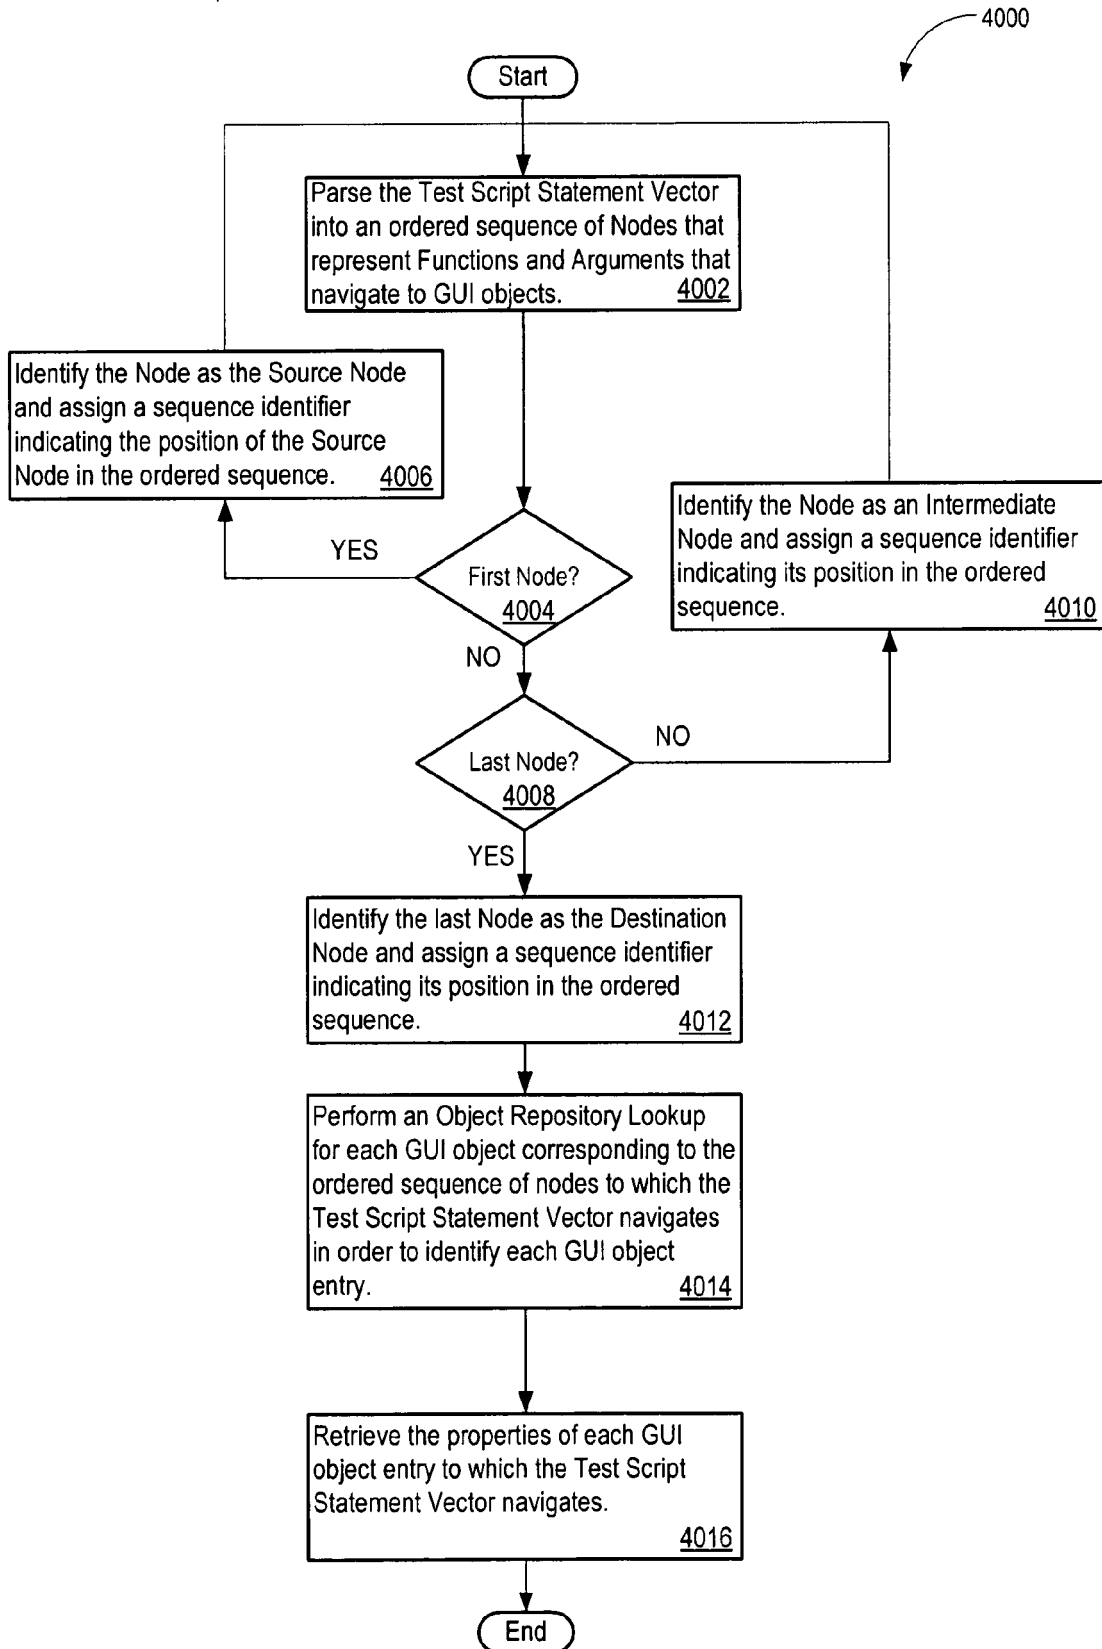 4000
Start
Parse the Test Script Statement Vector
into an ordered sequence of Nodes that
represent Functions and Arguments that
navigate to GUI objects. 4002
Identify the Node as the Source Node
and assign a sequence identifier
indicating the position of the Source
Node in the ordered sequence. 4006
YES
First Node?
4004
Identify the Node as an Intermediate
Node and assign a sequence identifier
indicating its position in the ordered
sequence. 4010
NO
Last Node?
4008
NO
YES
Identify the last Node as the Destination
Node and assign a sequence identifier
indicating its position in the ordered
sequence. 4012
Perform an Object Repository Lookup
for each GUI object corresponding to the
ordered sequence of nodes to which the
Test Script Statement Vector navigates
in order to identify each GUI object
entry. 4014
Retrieve the properties of each GUI
object entry to which the Test Script
Statement Vector navigates.
4016
End